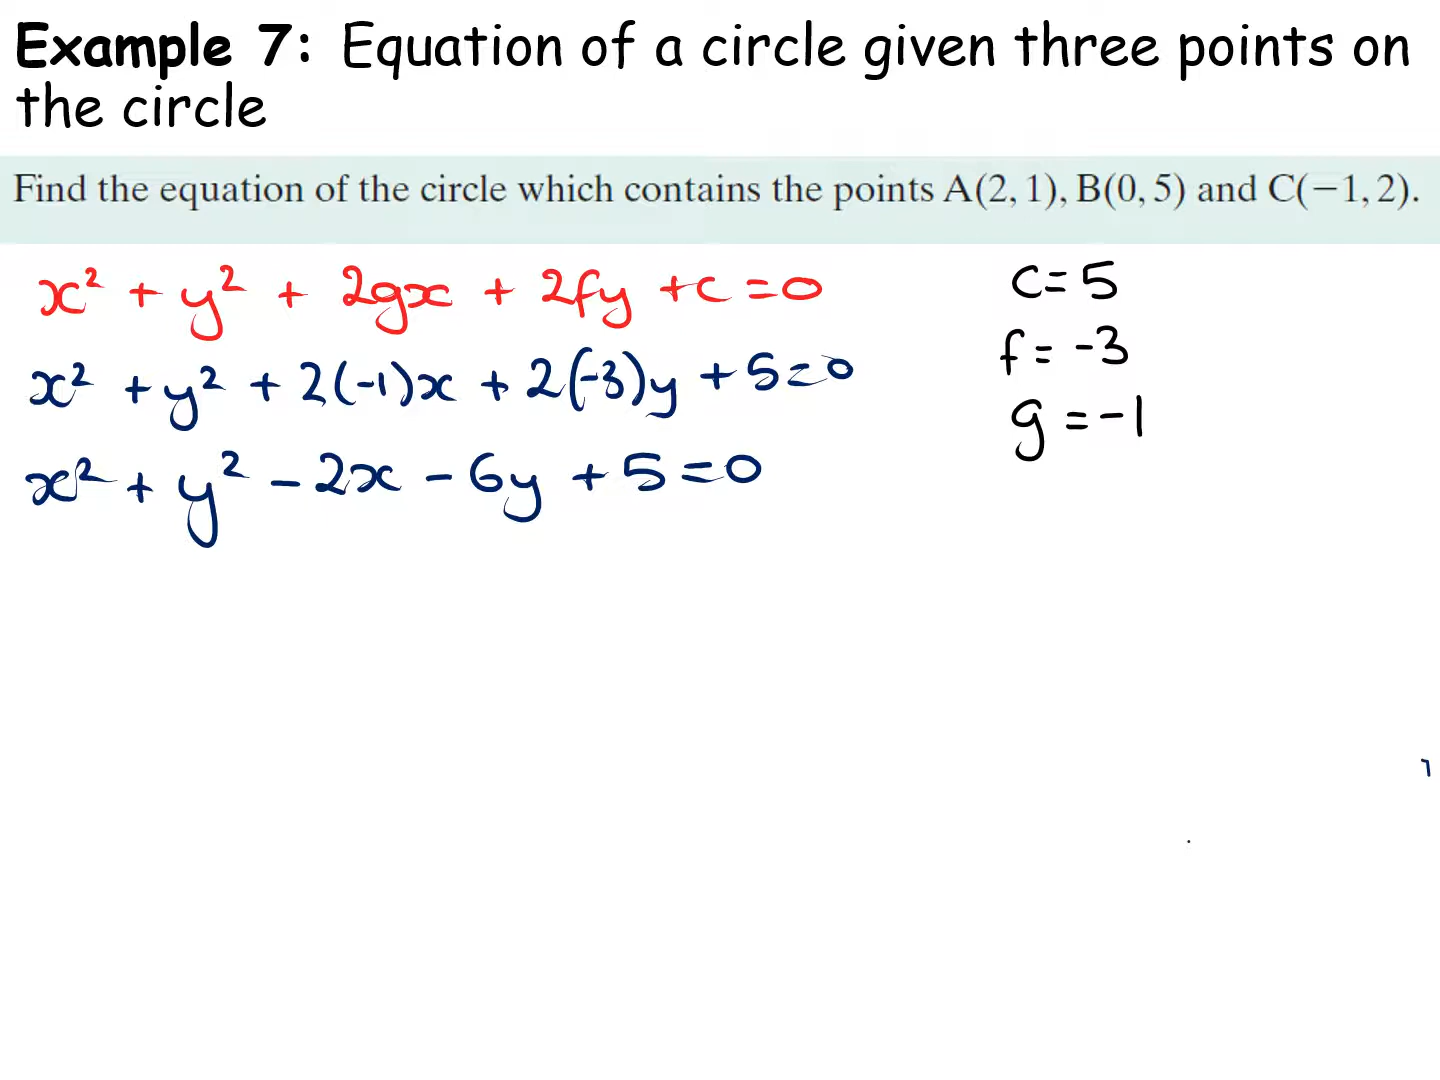 Example 7: Equation of a circle given three points on
the circle
Find the equation of the circle which contains the points A(2, 1), B(0, 5) and C(−1, 2).
x² + y² + 2gx + 2fy + c = 0
c = 5
x² + y² + 2(-1)x + 2(-3)y + 5 = 0
f = -3
g = -1
x² + y² - 2x - 6y + 5 = 0